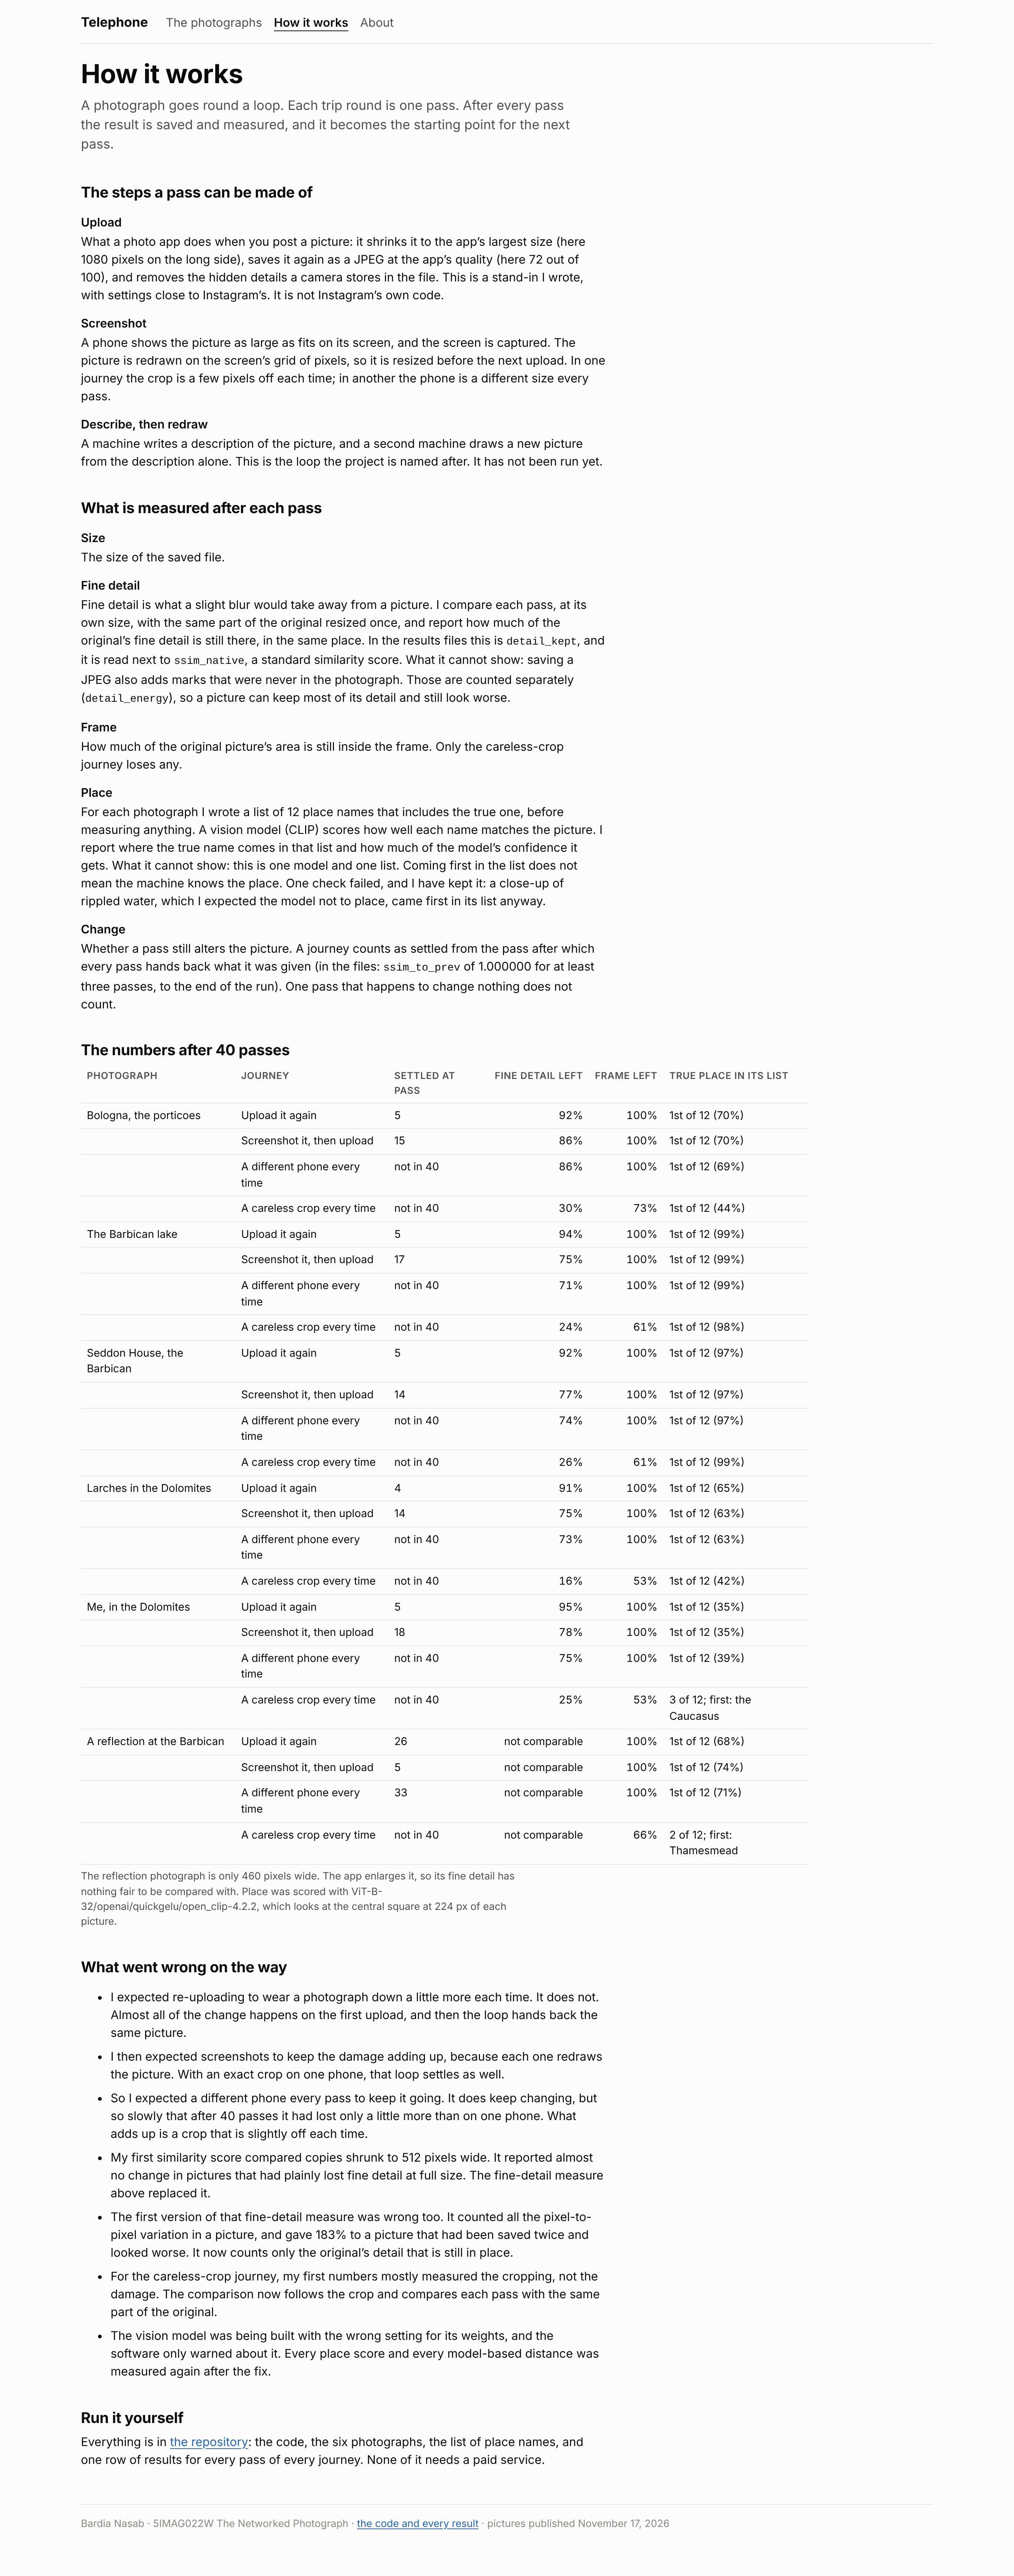 Telephone The photographs How it works About
How it works
A photograph goes round a loop. Each trip round is one pass. After every pass
the result is saved and measured, and it becomes the starting point for the next
pass.
The steps a pass can be made of
Upload
What a photo app does when you post a picture: it shrinks it to the app’s largest size (here
1080 pixels on the long side), saves it again as a JPEG at the app’s quality (here 72 out of
100), and removes the hidden details a camera stores in the file. This is a stand-in I wrote,
with settings close to Instagram’s. It is not Instagram’s own code.
Screenshot
A phone shows the picture as large as fits on its screen, and the screen is captured. The
picture is redrawn on the screen’s grid of pixels, so it is resized before the next upload. In one
journey the crop is a few pixels off each time; in another the phone is a different size every
pass.
Describe, then redraw
A machine writes a description of the picture, and a second machine draws a new picture
from the description alone. This is the loop the project is named after. It has not been run yet.
What is measured after each pass
Size
The size of the saved file.
Fine detail
Fine detail is what a slight blur would take away from a picture. I compare each pass, at its
own size, with the same part of the original resized once, and report how much of the
original’s fine detail is still there, in the same place. In the results files this is detail_kept, and
it is read next to ssim_native, a standard similarity score. What it cannot show: saving a
JPEG also adds marks that were never in the photograph. Those are counted separately
(detail_energy), so a picture can keep most of its detail and still look worse.
Frame
How much of the original picture’s area is still inside the frame. Only the careless-crop
journey loses any.
Place
For each photograph I wrote a list of 12 place names that includes the true one, before
measuring anything. A vision model (CLIP) scores how well each name matches the picture. I
report where the true name comes in that list and how much of the model’s confidence it
gets. What it cannot show: this is one model and one list. Coming first in the list does not
mean the machine knows the place. One check failed, and I have kept it: a close-up of
rippled water, which I expected the model not to place, came first in its list anyway.
Change
Whether a pass still alters the picture. A journey counts as settled from the pass after which
every pass hands back what it was given (in the files: ssim_to_prev of 1.000000 for at least
three passes, to the end of the run). One pass that happens to change nothing does not
count.
The numbers after 40 passes
PHOTOGRAPH JOURNEY SETTLED AT PASS FINE DETAIL LEFT FRAME LEFT TRUE PLACE IN ITS LIST
Bologna, the porticoes Upload it again 5 92% 100% 1st of 12 (70%)
Screenshot it, then upload 15 86% 100% 1st of 12 (70%)
A different phone every time not in 40 86% 100% 1st of 12 (69%)
A careless crop every time not in 40 30% 73% 1st of 12 (44%)
The Barbican lake Upload it again 5 94% 100% 1st of 12 (99%)
Screenshot it, then upload 17 75% 100% 1st of 12 (99%)
A different phone every time not in 40 71% 100% 1st of 12 (99%)
A careless crop every time not in 40 24% 61% 1st of 12 (98%)
Seddon House, the Barbican Upload it again 5 92% 100% 1st of 12 (97%)
Screenshot it, then upload 14 77% 100% 1st of 12 (97%)
A different phone every time not in 40 74% 100% 1st of 12 (97%)
A careless crop every time not in 40 26% 61% 1st of 12 (99%)
Larches in the Dolomites Upload it again 4 91% 100% 1st of 12 (65%)
Screenshot it, then upload 14 75% 100% 1st of 12 (63%)
A different phone every time not in 40 73% 100% 1st of 12 (63%)
A careless crop every time not in 40 16% 53% 1st of 12 (42%)
Me, in the Dolomites Upload it again 5 95% 100% 1st of 12 (35%)
Screenshot it, then upload 18 78% 100% 1st of 12 (35%)
A different phone every time not in 40 75% 100% 1st of 12 (39%)
A careless crop every time not in 40 25% 53% 3 of 12; first: the Caucasus
A reflection at the Barbican Upload it again 26 not comparable 100% 1st of 12 (68%)
Screenshot it, then upload 5 not comparable 100% 1st of 12 (74%)
A different phone every time 33 not comparable 100% 1st of 12 (71%)
A careless crop every time not in 40 not comparable 66% 2 of 12; first: Thamesmead
The reflection photograph is only 460 pixels wide. The app enlarges it, so its fine detail has
nothing fair to be compared with. Place was scored with ViT-B-
32/openai/quickgelu/open_clip-4.2.2, which looks at the central square at 224 px of each
picture.
What went wrong on the way
• I expected re-uploading to wear a photograph down a little more each time. It does not.
Almost all of the change happens on the first upload, and then the loop hands back the
same picture.
• I then expected screenshots to keep the damage adding up, because each one redraws
the picture. With an exact crop on one phone, that loop settles as well.
• So I expected a different phone every pass to keep it going. It does keep changing, but
so slowly that after 40 passes it had lost only a little more than on one phone. What
adds up is a crop that is slightly off each time.
• My first similarity score compared copies shrunk to 512 pixels wide. It reported almost
no change in pictures that had plainly lost fine detail at full size. The fine-detail measure
above replaced it.
• The first version of that fine-detail measure was wrong too. It counted all the pixel-to-
pixel variation in a picture, and gave 183% to a picture that had been saved twice and
looked worse. It now counts only the original’s detail that is still in place.
• For the careless-crop journey, my first numbers mostly measured the cropping, not the
damage. The comparison now follows the crop and compares each pass with the same
part of the original.
• The vision model was being built with the wrong setting for its weights, and the
software only warned about it. Every place score and every model-based distance was
measured again after the fix.
Run it yourself
Everything is in the repository: the code, the six photographs, the list of place names, and
one row of results for every pass of every journey. None of it needs a paid service.
Bardia Nasab · 5IMAG022W The Networked Photograph · the code and every result · pictures published November 17, 2026